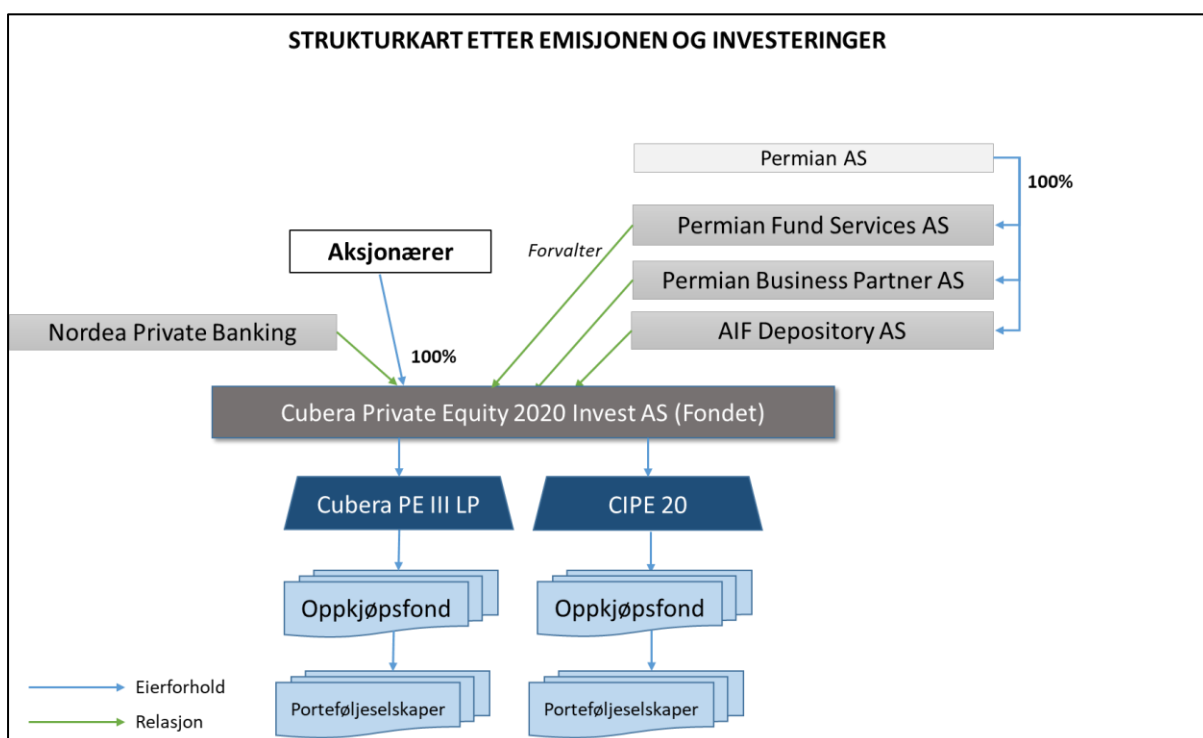 STRUKTURKART ETTER EMISJONEN OG INVESTERINGER
Permian AS
100%
Permian Fund Services AS
Aksjonærer
Forvalter
Permian Business Partner AS
Nordea Private Banking
AIF Depository AS
100%
Cubera Private Equity 2020 Invest AS (Fondet)
Cubera PE III LP
CIPE 20
Oppkjøpsfond
Oppkjøpsfond
Eierforhold
Porteføljeselskaper
Porteføljeselskaper
Relasjon